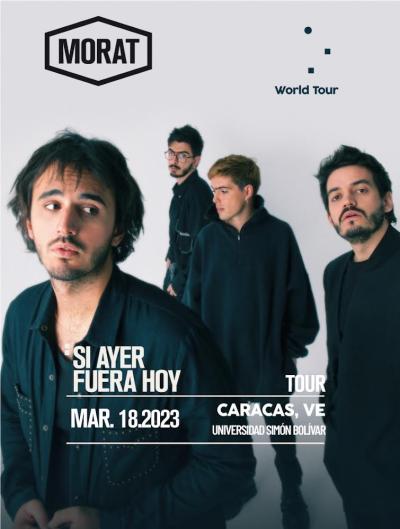 MORAT
World Tour
SI AYER
FUERA HOY
TOUR
MAR. 18.2023
CARACAS, VE
UNIVERSIDAD SIMÓN BOLÍVAR